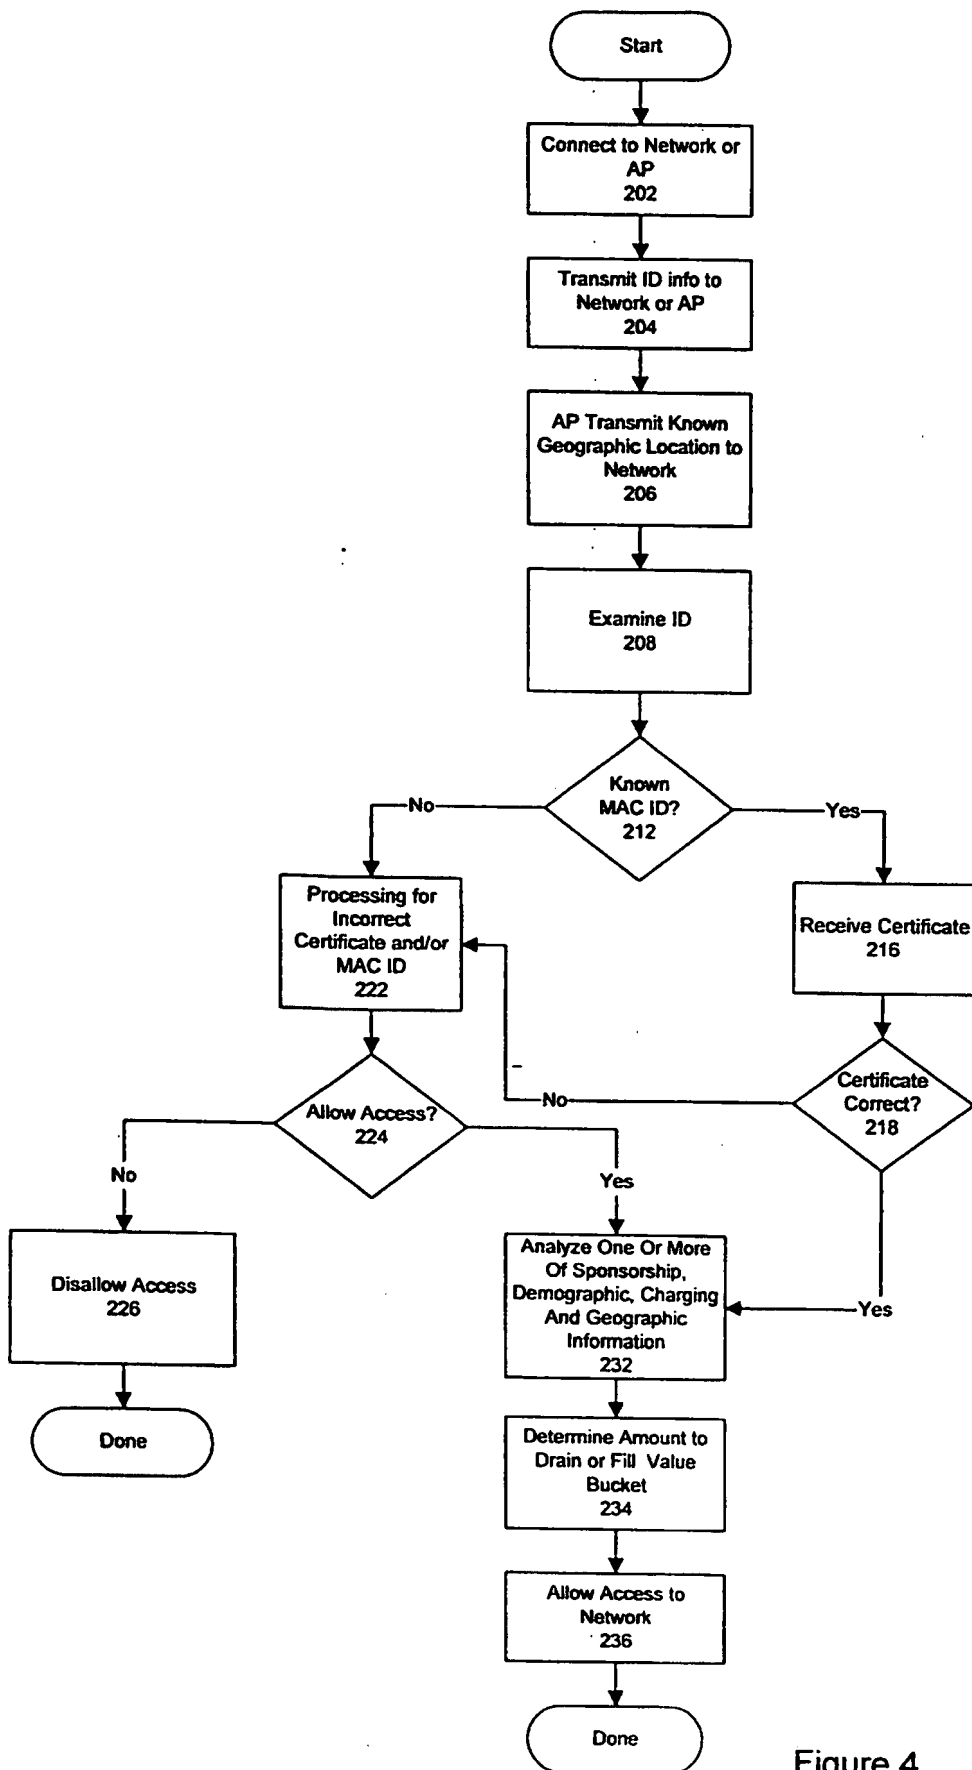 Start
Connect to Network or
AP
202
Transmit ID info to
Network or AP
204
AP Transmit Known
Geographic Location to
Network
206
Examine ID
208
Known
MAC ID?
212
No
Yes
Processing for
Incorrect
Certificate and/or
MAC ID
222
Receive Certificate
216
Certificate
Correct?
218
No
Allow Access?
224
No
Yes
Yes
Disallow Access
226
Analyze One Or More
Of Sponsorship,
Demographic, Charging
And Geographic
Information
232
Done
Determine Amount to
Drain or Fill Value
Bucket
234
Allow Access to
Network
236
Done
Figure 4